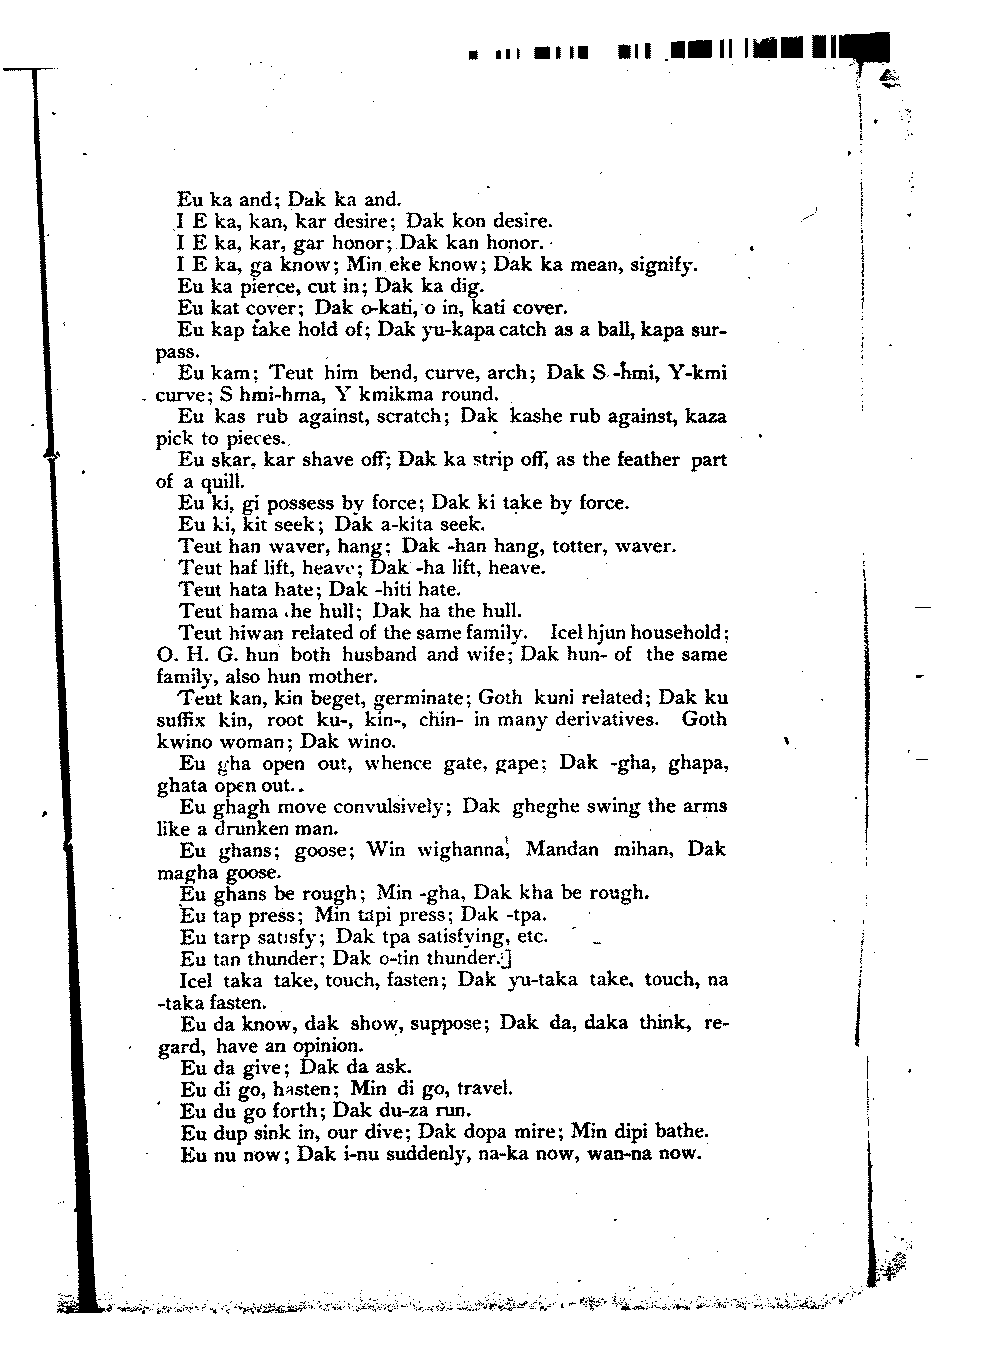 Eu ka and; Dak ka and.
I E ka, kan, kar desire; Dak kon desire.
I E ka, kar, gar honor; Dak kan honor.
I E ka, ga know; Min eke know; Dak ka mean, signify.
Eu ka pierce, cut in; Dak ka dig.
Eu kat cover; Dak o-kati, o in, kati cover.
Eu kap take hold of; Dak yu-kapa catch as a ball, kapa sur-
pass.
Eu kam; Teut him bend, curve, arch; Dak S -hmi, Y-kmi
curve; S hmi-hma, Y kmikma round.
Eu kas rub against, scratch; Dak kashe rub against, kaza
pick to pieces.
Eu skar, kar shave off; Dak ka strip off, as the feather part
of a quill.
Eu ki, gi possess by force; Dak ki take by force.
Eu ki, kit seek; Dak a-kita seek.
Teut han waver, hang; Dak -han hang, totter, waver.
Teut haf lift, heave; Dak -ha lift, heave.
Teut hata hate; Dak -hiti hate.
Teut hama the hull; Dak ha the hull.
Teut hiwan related of the same family. Icel hjun household;
O. H. G. hun both husband and wife; Dak hun- of the same
family, also hun mother.
Teut kan, kin beget, germinate; Goth kuni related; Dak ku
suffix kin, root ku-, kin-, chin- in many derivatives. Goth
kwino woman; Dak wino.
Eu gha open out, whence gate, gape; Dak -gha, ghapa,
ghata open out.
Eu ghagh move convulsively; Dak gheghe swing the arms
like a drunken man.
Eu ghans; goose; Win wighanna, Mandan mihan, Dak
magha goose.
Eu ghans be rough; Min -gha, Dak kha be rough.
Eu tap press; Min tapi press; Dak -tpa.
Eu tarp satisfy; Dak tpa satisfying, etc.
Eu tan thunder; Dak o-tin thunder.]
Icel taka take, touch, fasten; Dak yu-taka take, touch, na
-taka fasten.
Eu da know, dak show, suppose; Dak da, daka think, re-
gard, have an opinion.
Eu da give; Dak da ask.
Eu di go, hasten; Min di go, travel.
Eu du go forth; Dak du-za run.
Eu dup sink in, our dive; Dak dopa mire; Min dipi bathe.
Eu nu now; Dak i-nu suddenly, na-ka now, wan-na now.